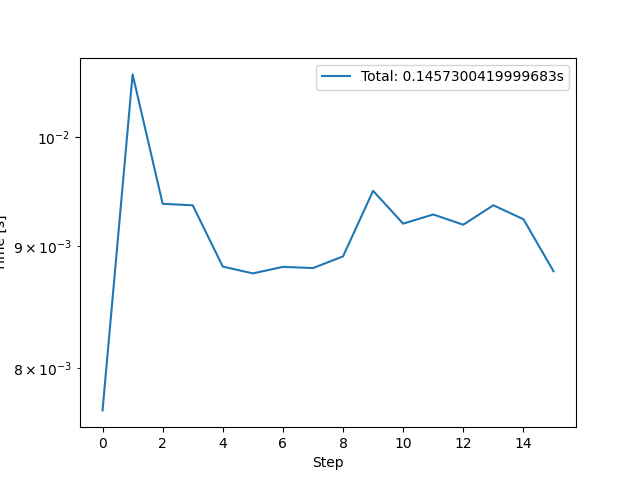 Total: 0.1457300419999683s
10⁻²
9 × 10⁻³
8 × 10⁻³
Time [s]
0 2 4 6 8 10 12 14
Step